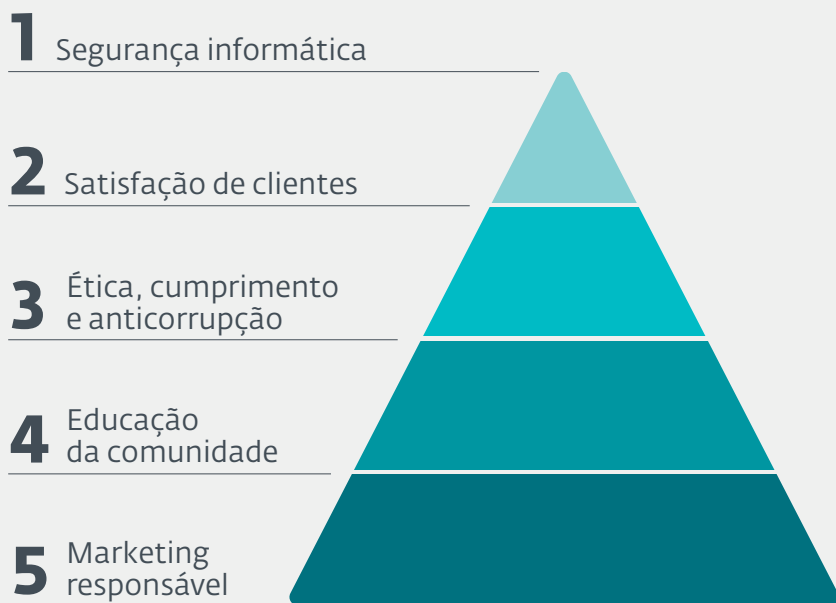 1 Segurança informática
2 Satisfação de clientes
3 Ética, cumprimento
e anticorrupção
4 Educação
da comunidade
5 Marketing
responsável